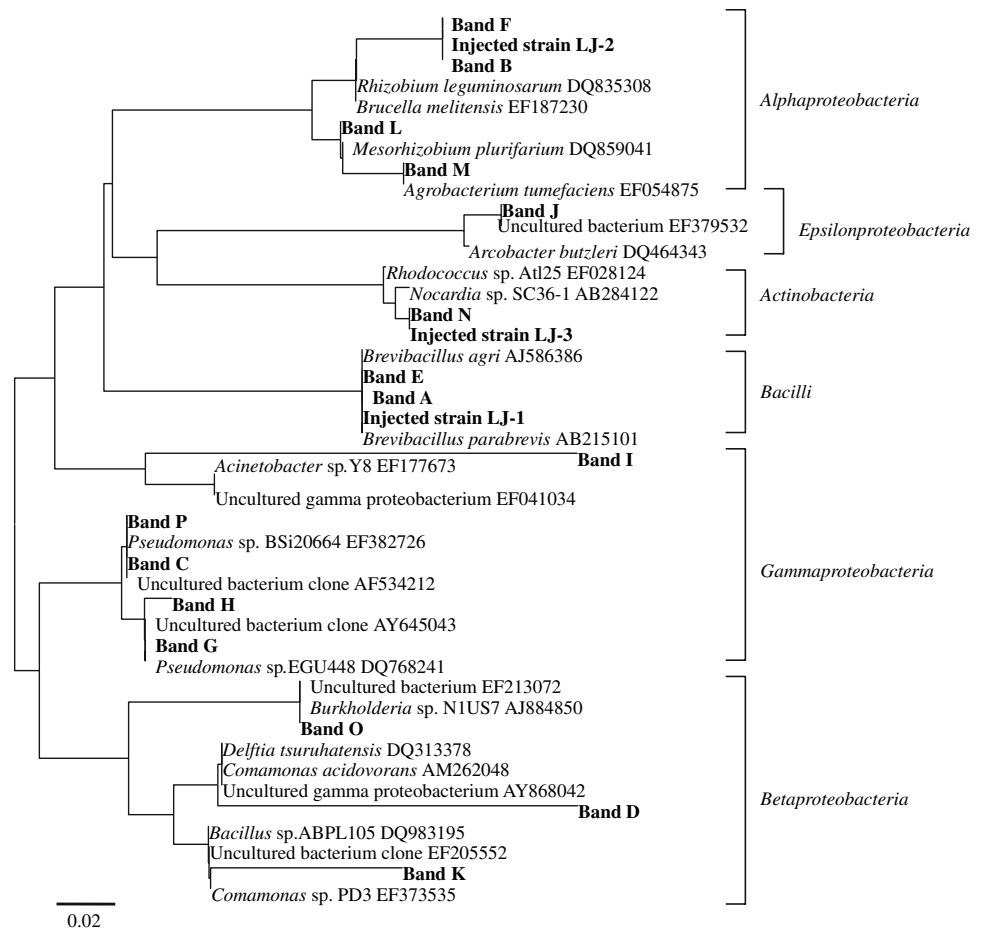 Band F
Injected strain LJ-2
Band B
Rhizobium leguminosarum DQ835308
Brucella melitensis EF187230
Band L
Mesorhizobium plurifarium DQ859041
Band M
Agrobacterium tumefaciens EF054875
Alphaproteobacteria
Band J
Uncultured bacterium EF379532
Arcobacter butzleri DQ464343
Epsilonproteobacteria
Rhodococcus sp. Atl25 EF028124
Nocardia sp. SC36-1 AB284122
Band N
Injected strain LJ-3
Actinobacteria
Brevibacillus agri AJ586386
Band E
Band A
Injected strain LJ-1
Brevibacillus parabrevis AB215101
Bacilli
Band I
Acinetobacter sp.Y8 EF177673
Uncultured gamma proteobacterium EF041034
Band P
Pseudomonas sp. BSi20664 EF382726
Band C
Uncultured bacterium clone AF534212
Band H
Uncultured bacterium clone AY645043
Band G
Pseudomonas sp.EGU448 DQ768241
Gammaproteobacteria
Uncultured bacterium EF213072
Burkholderia sp. N1US7 AJ884850
Band O
Delftia tsuruhatensis DQ313378
Comamonas acidovorans AM262048
Uncultured gamma proteobacterium AY868042
Band D
Bacillus sp.ABPL105 DQ983195
Uncultured bacterium clone EF205552
Band K
Comamonas sp. PD3 EF373535
Betaproteobacteria
0.02